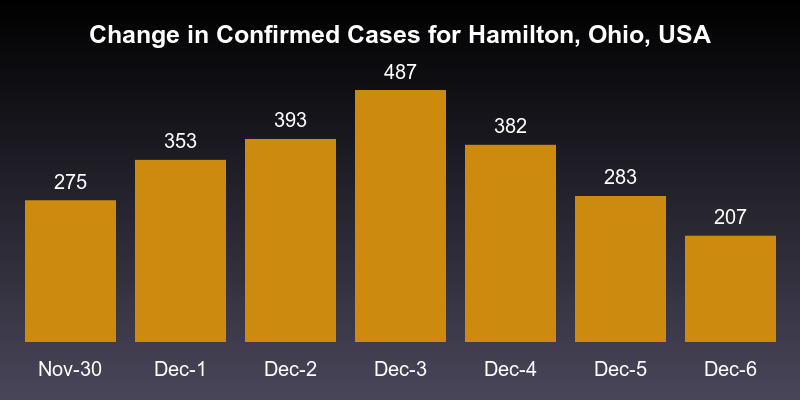 Change in Confirmed Cases for Hamilton, Ohio, USA
275 353 393 487 382 283 207
Nov-30 Dec-1 Dec-2 Dec-3 Dec-4 Dec-5 Dec-6